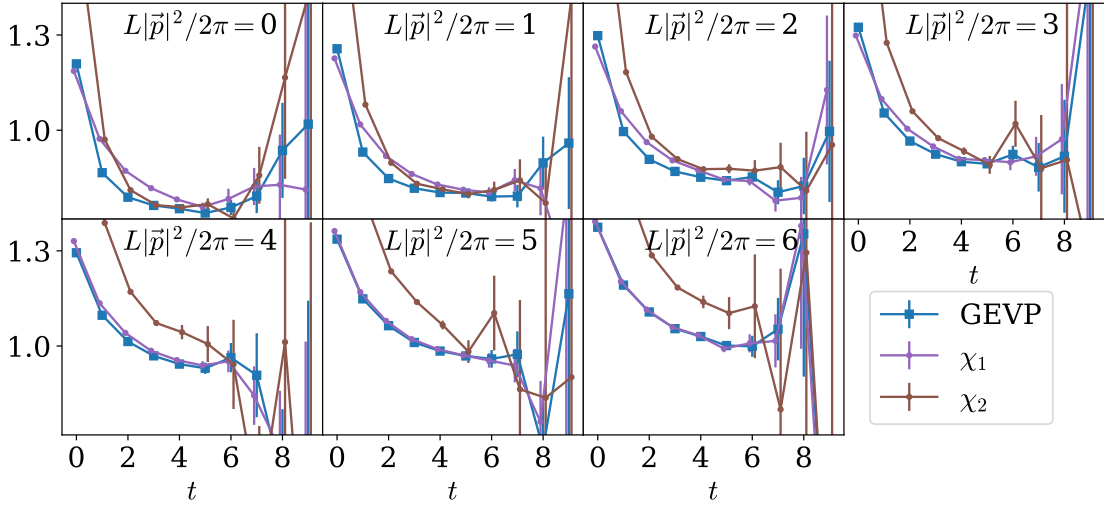 L|p⃗|²/2π = 0
L|p⃗|²/2π = 1
L|p⃗|²/2π = 2
L|p⃗|²/2π = 3
1.3
1.0
L|p⃗|²/2π = 4
L|p⃗|²/2π = 5
L|p⃗|²/2π = 6
1.3
1.0
0 2 4 6 8
t
GEVP
χ₁
χ₂
0 2 4 6 8
0 2 4 6 8
0 2 4 6 8
t
t
t